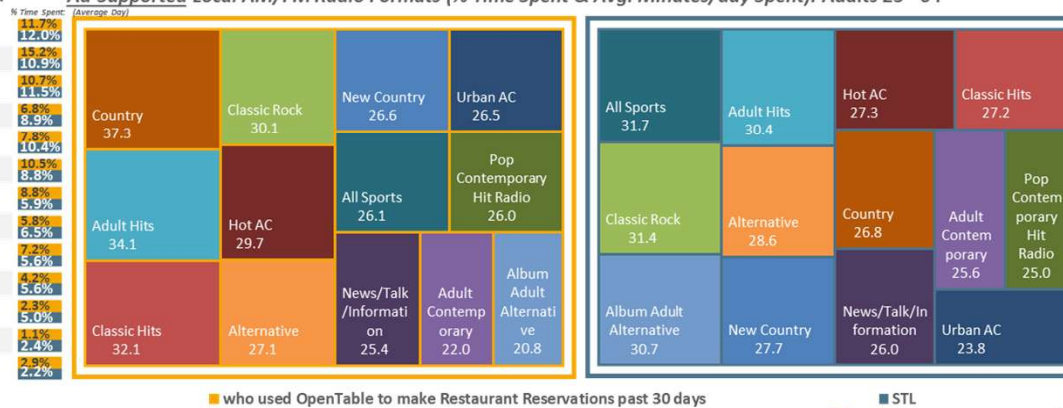 Ad-Supported Local AM/FM Radio Formats (% Time Spent & Avg. Minutes/day Spent): Adults 25
% Time Spent: (Average Day)
11.7%
12.0%
15.2%
10.9%
10.7%
11.5%
6.8%
8.9%
7.8%
10.4%
10.5%
8.8%
8.8%
5.9%
5.8%
6.5%
7.2%
5.6%
4.2%
5.6%
2.3%
5.0%
1.1%
2.4%
2.9%
2.2%
Country
37.3
Adult Hits
34.1
Classic Hits
32.1
Classic Rock
30.1
Hot AC
29.7
Alternative
27.1
New Country
26.6
Urban AC
26.5
All Sports
26.1
Pop
Contemporary
Hit Radio
26.0
News/Talk
/Informati
on
25.4
Adult
Contemp
orary
22.0
Album
Adult
Alternati
ve
20.8
All Sports
31.7
Classic Rock
31.4
Album Adult
Alternative
30.7
Adult Hits
30.4
Alternative
28.6
New Country
27.7
Hot AC
27.3
Classic Hits
27.2
Country
26.8
News/Talk/In
formation
26.0
Adult
Contem
porary
25.6
Pop
Contem
porary
Hit
Radio
25.0
Urban AC
23.8
who used OpenTable to make Restaurant Reservations past 30 days
STL